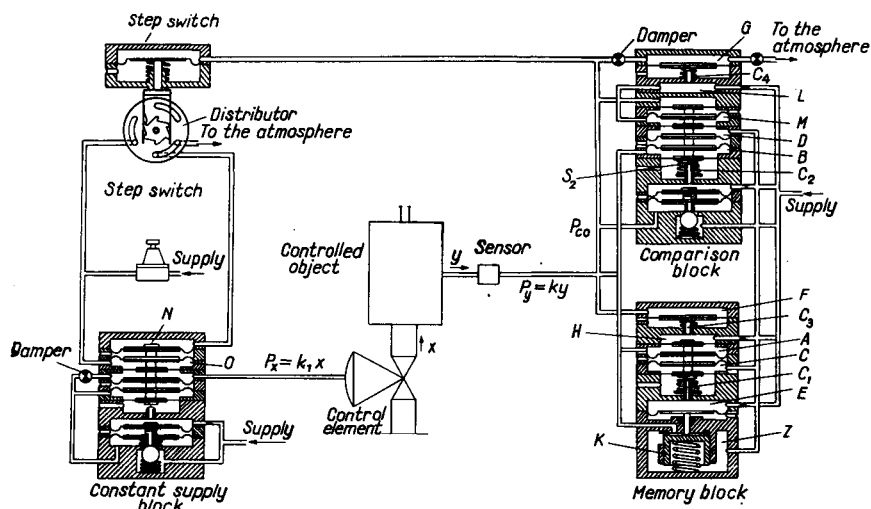 Step switch
Damper
G
To the
atmosphere
C4
L
Distributor
To the atmosphere
M
D
B
S2
C2
Step switch
Supply
Controlled
object
y
Sensor
Py=ky
Pco
Supply
Comparison
block
N
O
Damper
Px=k1x
x
Control
element
Supply
Constant supply
block
F
C3
H
A
C
C1
E
K
Z
Memory block